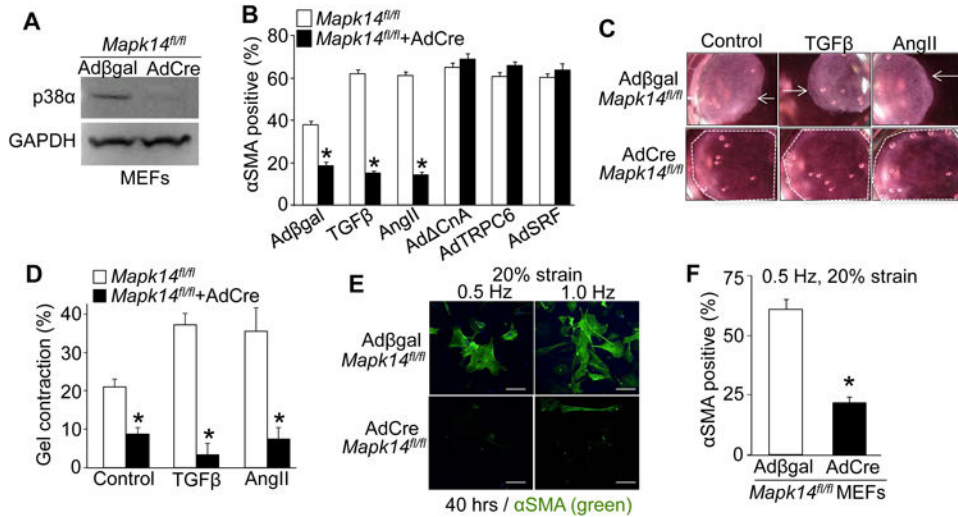 A
Mapk14fl/fl
Adβgal AdCre
p38α
GAPDH
MEFs
B
Mapk14fl/fl
Mapk14fl/fl+AdCre
αSMA positive (%)
80
60
40
20
0
*
*
*
Adβgal
TGFβ
AngII
AdΔCnA
AdTRPC6
AdSRF
C
Control TGFβ AngII
Adβgal
Mapk14fl/fl
AdCre
Mapk14fl/fl
D
Mapk14fl/fl
Mapk14fl/fl+AdCre
Gel contraction (%)
40
30
20
10
0
*
*
*
Control TGFβ AngII
E
20% strain
0.5 Hz 1.0 Hz
Adβgal
Mapk14fl/fl
AdCre
Mapk14fl/fl
40 hrs / αSMA (green)
F
0.5 Hz, 20% strain
αSMA positive (%)
75
50
25
0
*
Adβgal AdCre
Mapk14fl/fl MEFs